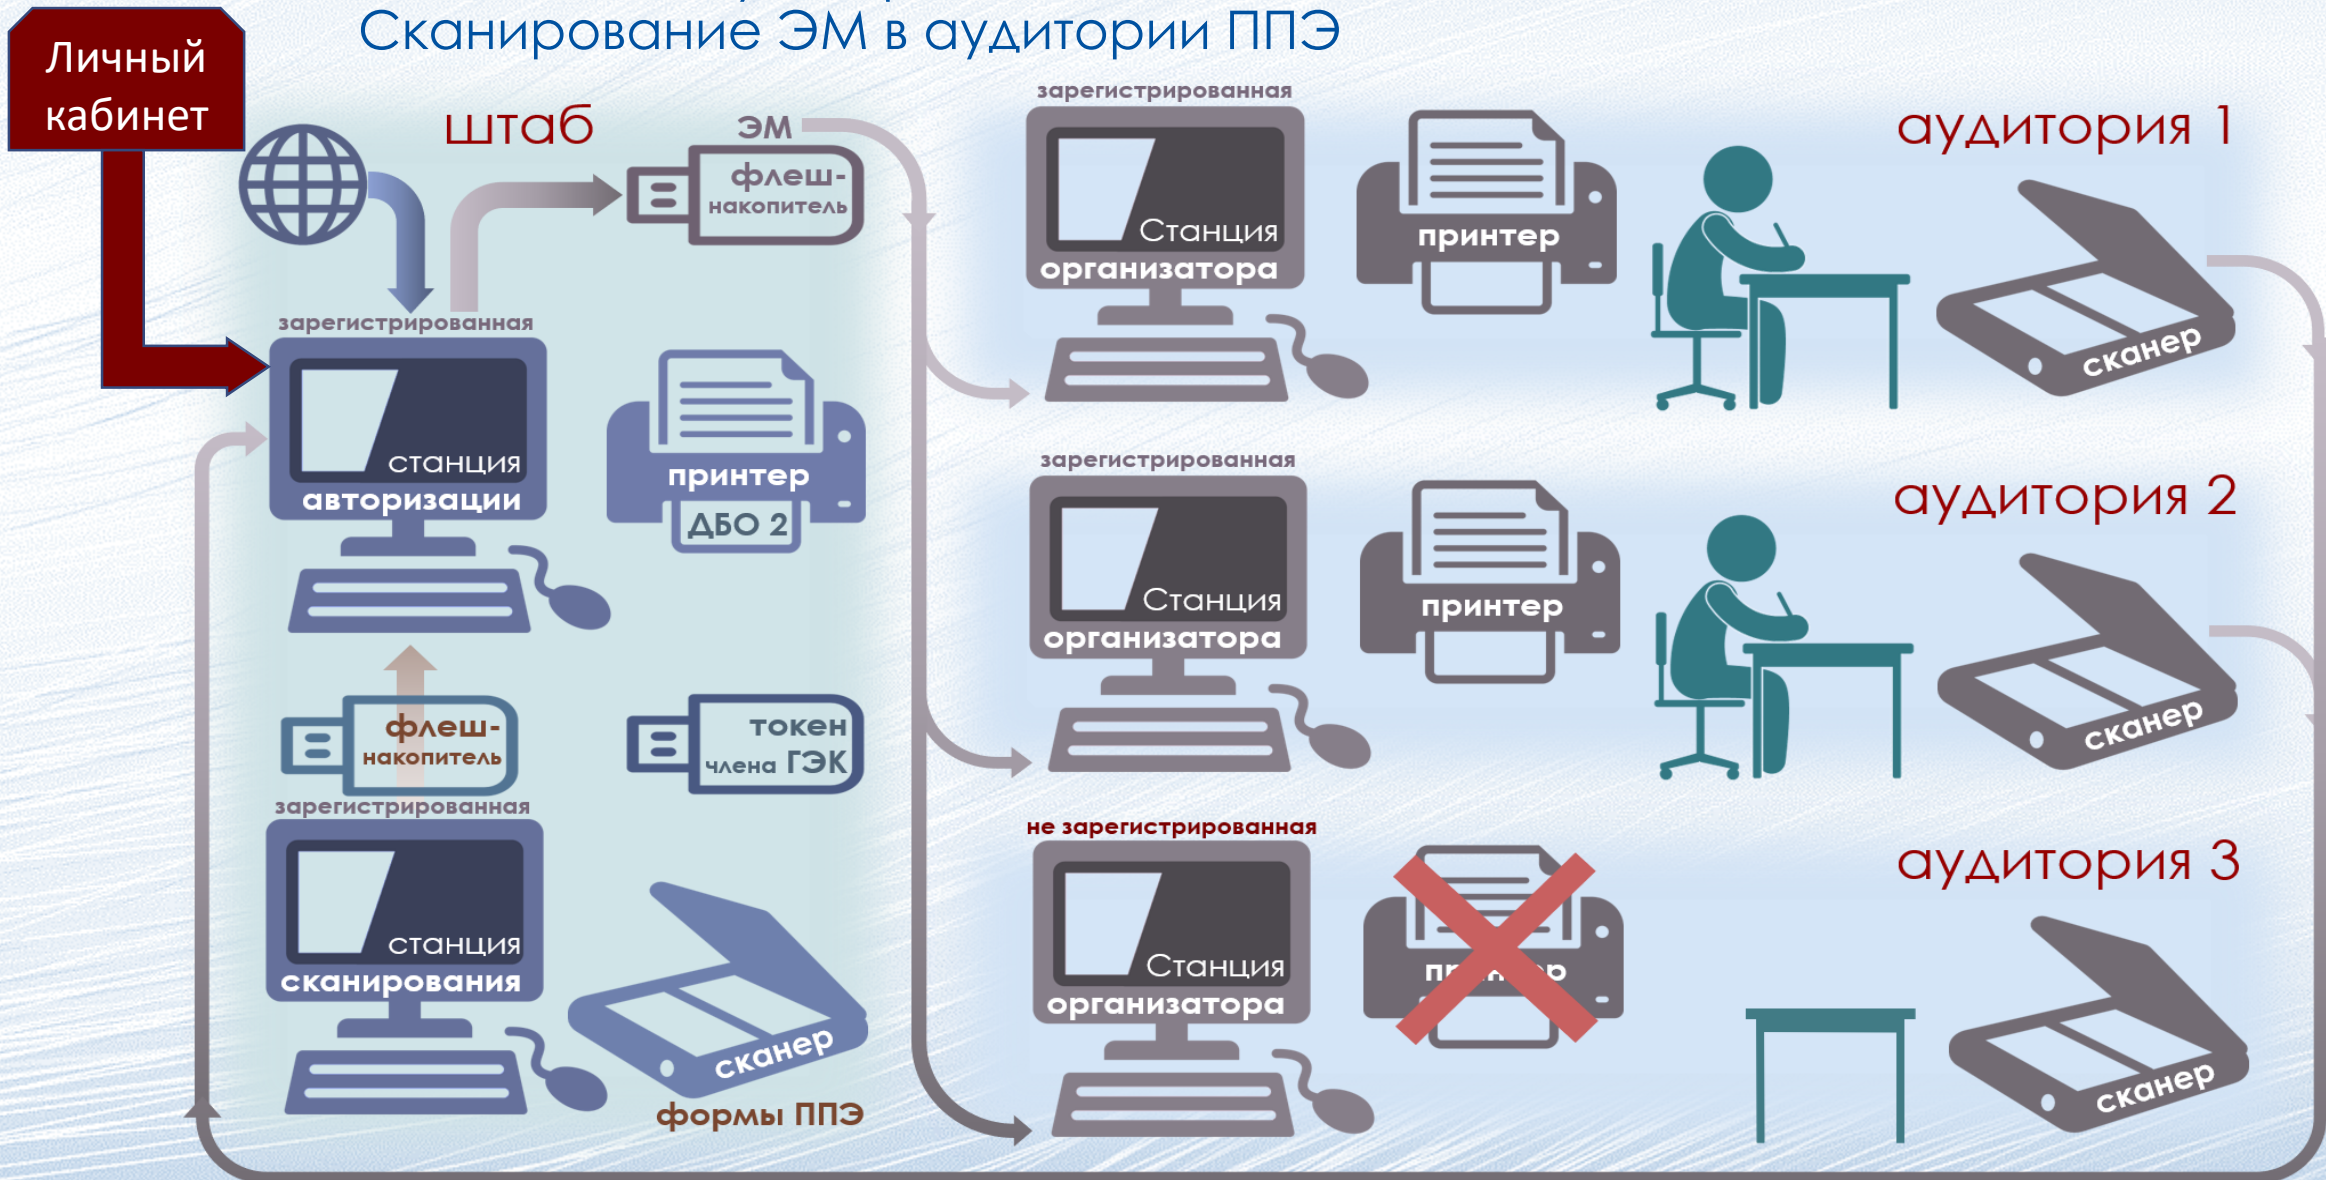 Сканирование ЭМ в аудитории ППЭ
Личный
кабинет
штаб
ЭМ
флеш-
накопитель
зарегистрированная
станция
авторизации
принтер
ДБО 2
флеш-
накопитель
токен
члена ГЭК
зарегистрированная
станция
сканирования
сканер
формы ППЭ
зарегистрированная
Станция
организатора
принтер
аудитория 1
сканер
зарегистрированная
Станция
организатора
принтер
аудитория 2
сканер
не зарегистрированная
Станция
организатора
принтер
аудитория 3
сканер